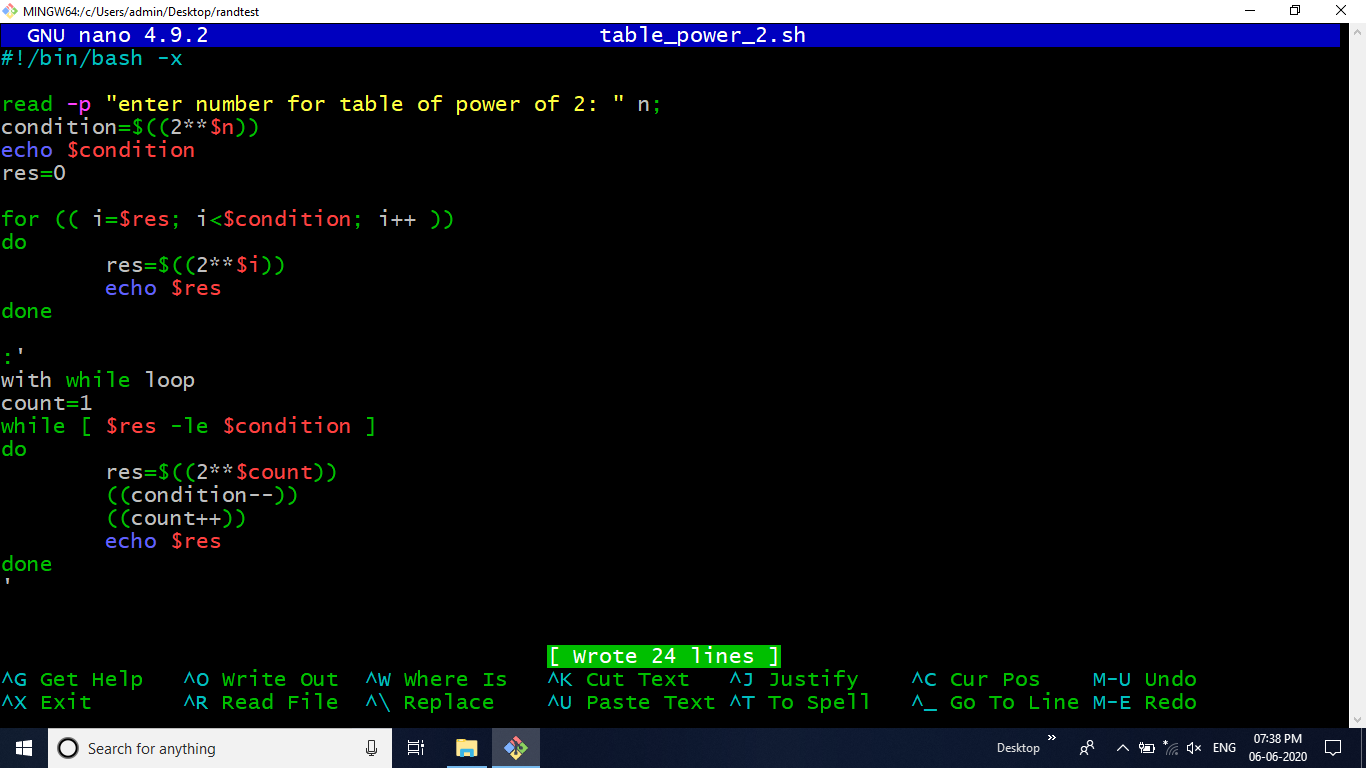 MINGW64:/c/Users/admin/Desktop/randtest
GNU nano 4.9.2 table_power_2.sh
#!/bin/bash -x
read -p "enter number for table of power of 2: " n;
condition=$((2**$n))
echo $condition
res=0
for (( i=$res; i<$condition; i++ ))
do
res=$((2**$i))
echo $res
done
:'
with while loop
count=1
while [ $res -le $condition ]
do
res=$((2**$count))
((condition--))
((count++))
echo $res
done
'
[ Wrote 24 lines ]
^G Get Help ^O Write Out ^W Where Is ^K Cut Text ^J Justify ^C Cur Pos M-U Undo
^X Exit ^R Read File ^\ Replace ^U Paste Text ^T To Spell ^_ Go To Line M-E Redo
Search for anything
Desktop » ENG 07:38 PM
06-06-2020